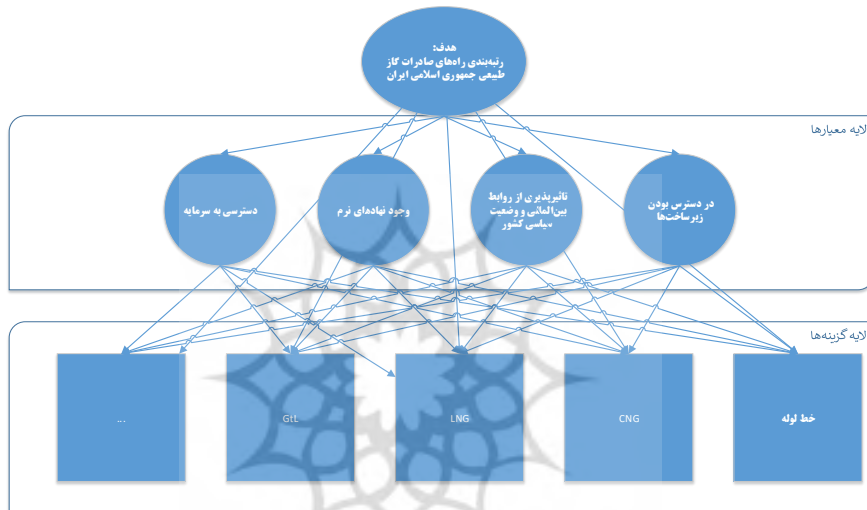 هدف:
رتبه‌بندی راه‌های صادرات گاز
طبیعی جمهوری اسلامی ایران
لایه معیارها
در دسترس بودن
زیرساخت‌ها
تاثیرپذیری از روابط
بین‌المللی و وضعیت
سیاسی کشور
وجود نهادهای نرم
دسترسی به سرمایه
لایه گزینه‌ها
خط لوله
CNG
LNG
GtL
...